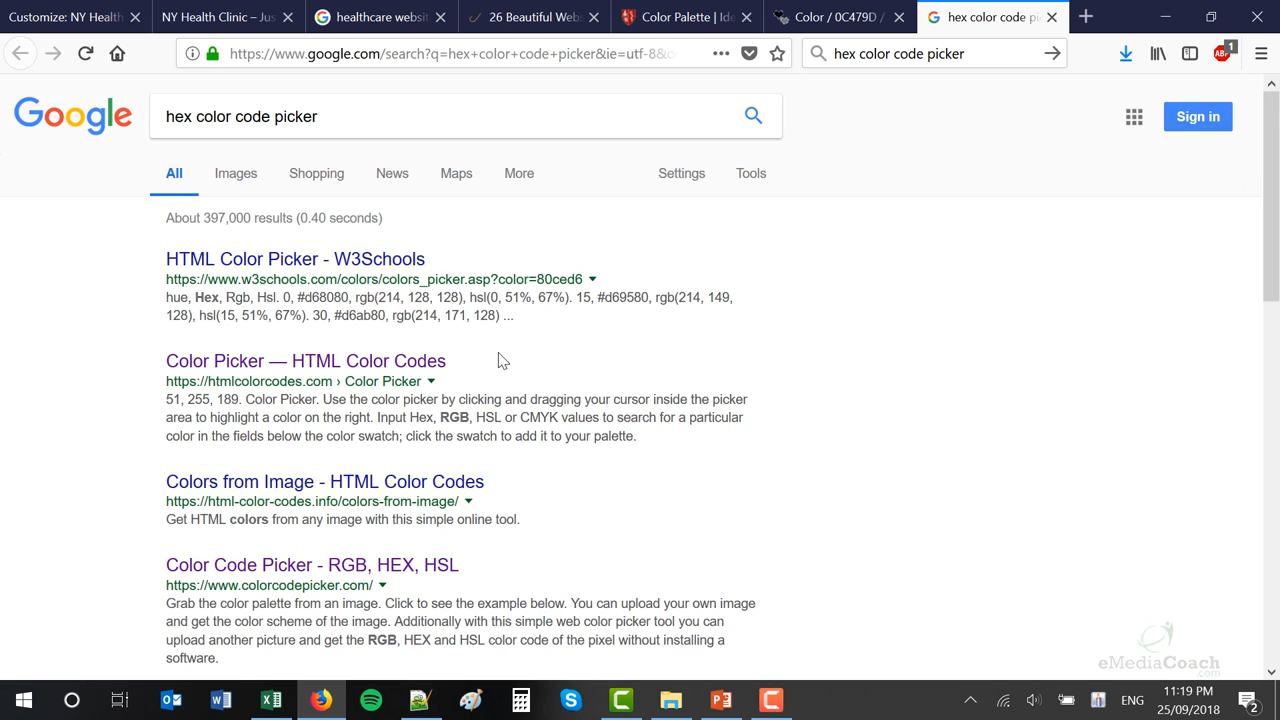 Customize: NY Health
NY Health Clinic – Jus
healthcare websit
26 Beautiful Web
Color Palette | Ide
Color / 0C479D /
hex color code pi
https://www.google.com/search?q=hex+color+code+picker&ie=utf-8&
hex color code picker
ABP
1
Google
hex color code picker
Sign in
All
Images
Shopping
News
Maps
More
Settings
Tools
About 397,000 results (0.40 seconds)
HTML Color Picker - W3Schools
https://www.w3schools.com/colors/colors_picker.asp?color=80ced6
hue, Hex, Rgb, Hsl. 0, #d68080, rgb(214, 128, 128), hsl(0, 51%, 67%). 15, #d69580, rgb(214, 149,
128), hsl(15, 51%, 67%). 30, #d6ab80, rgb(214, 171, 128) ...
Color Picker — HTML Color Codes
https://htmlcolorcodes.com › Color Picker
51, 255, 189. Color Picker. Use the color picker by clicking and dragging your cursor inside the picker
area to highlight a color on the right. Input Hex, RGB, HSL or CMYK values to search for a particular
color in the fields below the color swatch; click the swatch to add it to your palette.
Colors from Image - HTML Color Codes
https://html-color-codes.info/colors-from-image/
Get HTML colors from any image with this simple online tool.
Color Code Picker - RGB, HEX, HSL
https://www.colorcodepicker.com/
Grab the color palette from an image. Click to see the example below. You can upload your own image
and get the color scheme of the image. Additionally with this simple web color picker tool you can
upload another picture and get the RGB, HEX and HSL color code of the pixel without installing a
software.
eMediaCoach
ENG
11:19 PM
25/09/2018
2